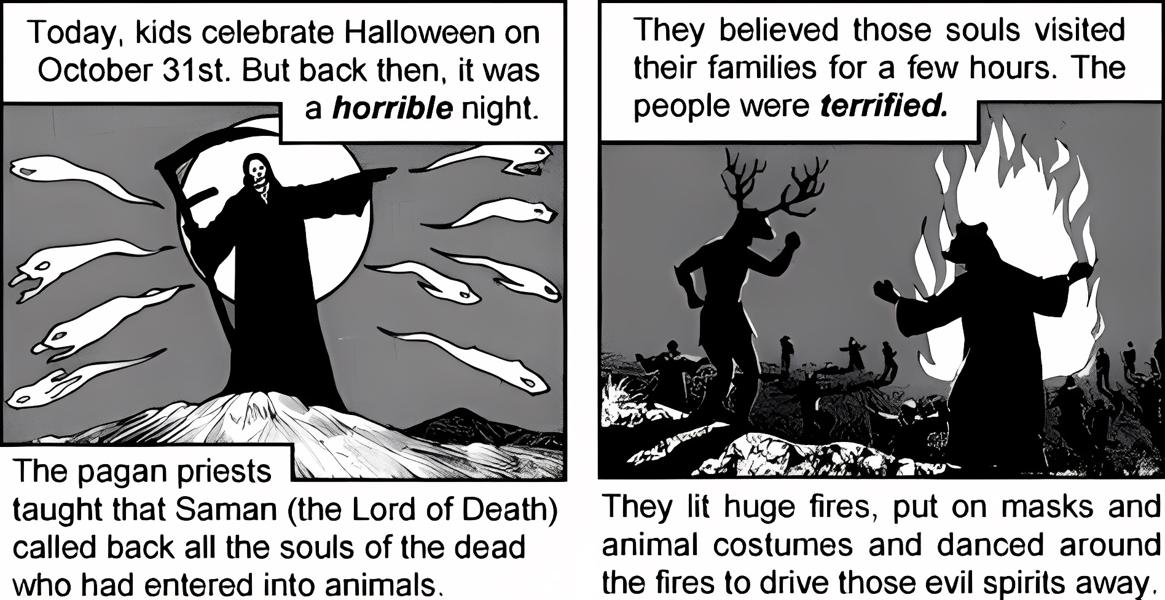 Today, kids celebrate Halloween on
October 31st. But back then, it was
a horrible night.
The pagan priests
taught that Saman (the Lord of Death)
called back all the souls of the dead
who had entered into animals.
They believed those souls visited
their families for a few hours. The
people were terrified.
They lit huge fires, put on masks and
animal costumes and danced around
the fires to drive those evil spirits away.